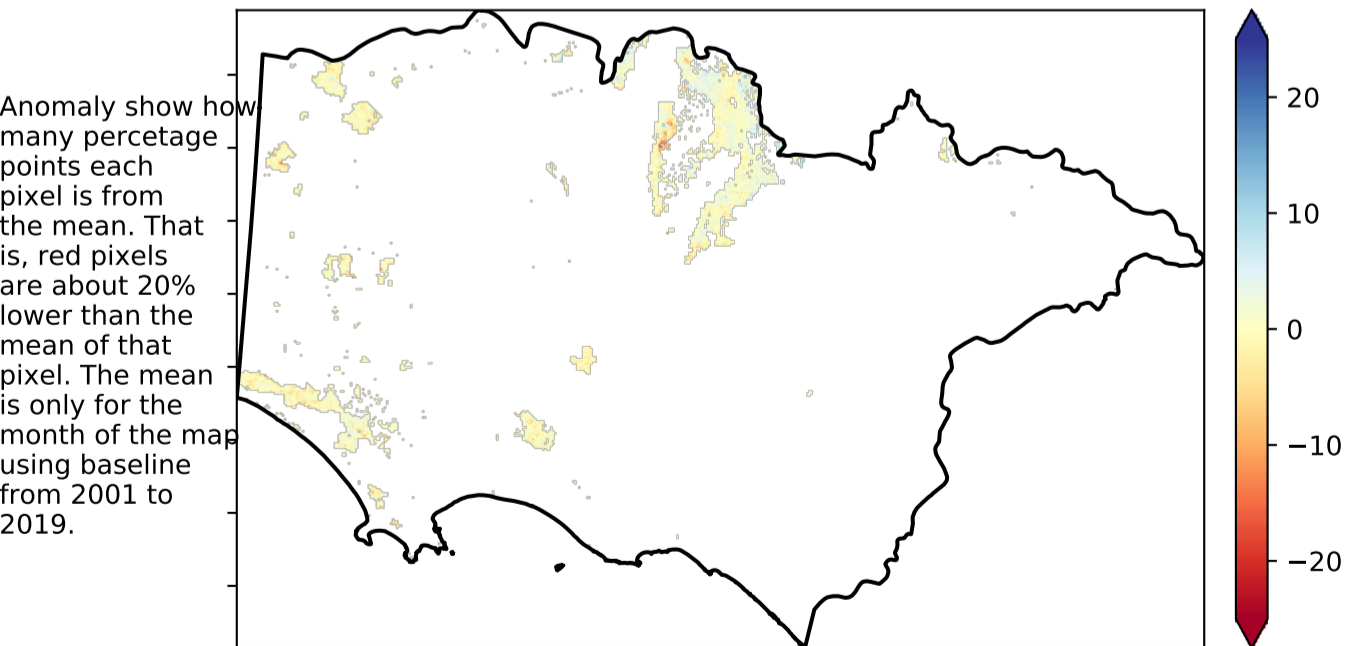 Anomaly show how
many percetage
points each
pixel is from
the mean. That
is, red pixels
are about 20%
lower than the
mean of that
pixel. The mean
is only for the
month of the map
using baseline
from 2001 to
2019.
20
10
0
−10
−20